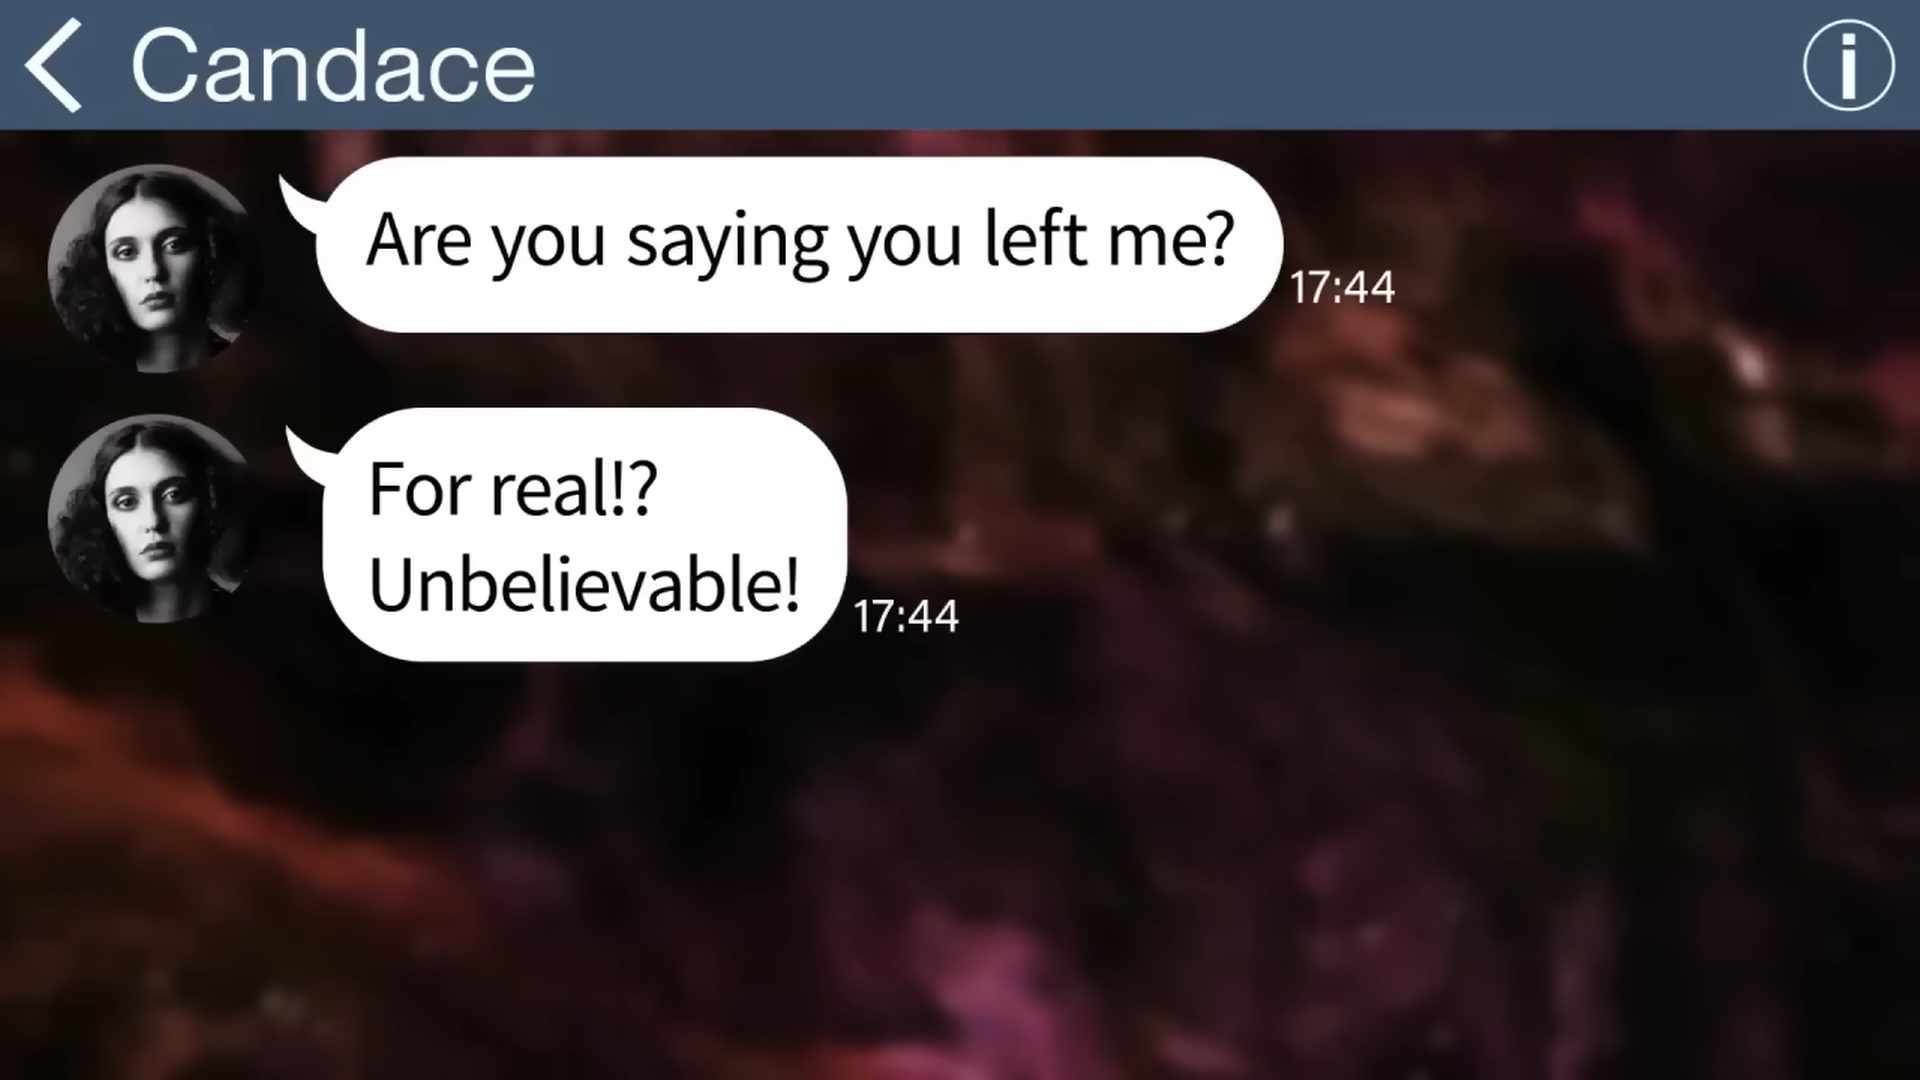 Candace
Are you saying you left me?
17:44
For real!?
Unbelievable!
17:44